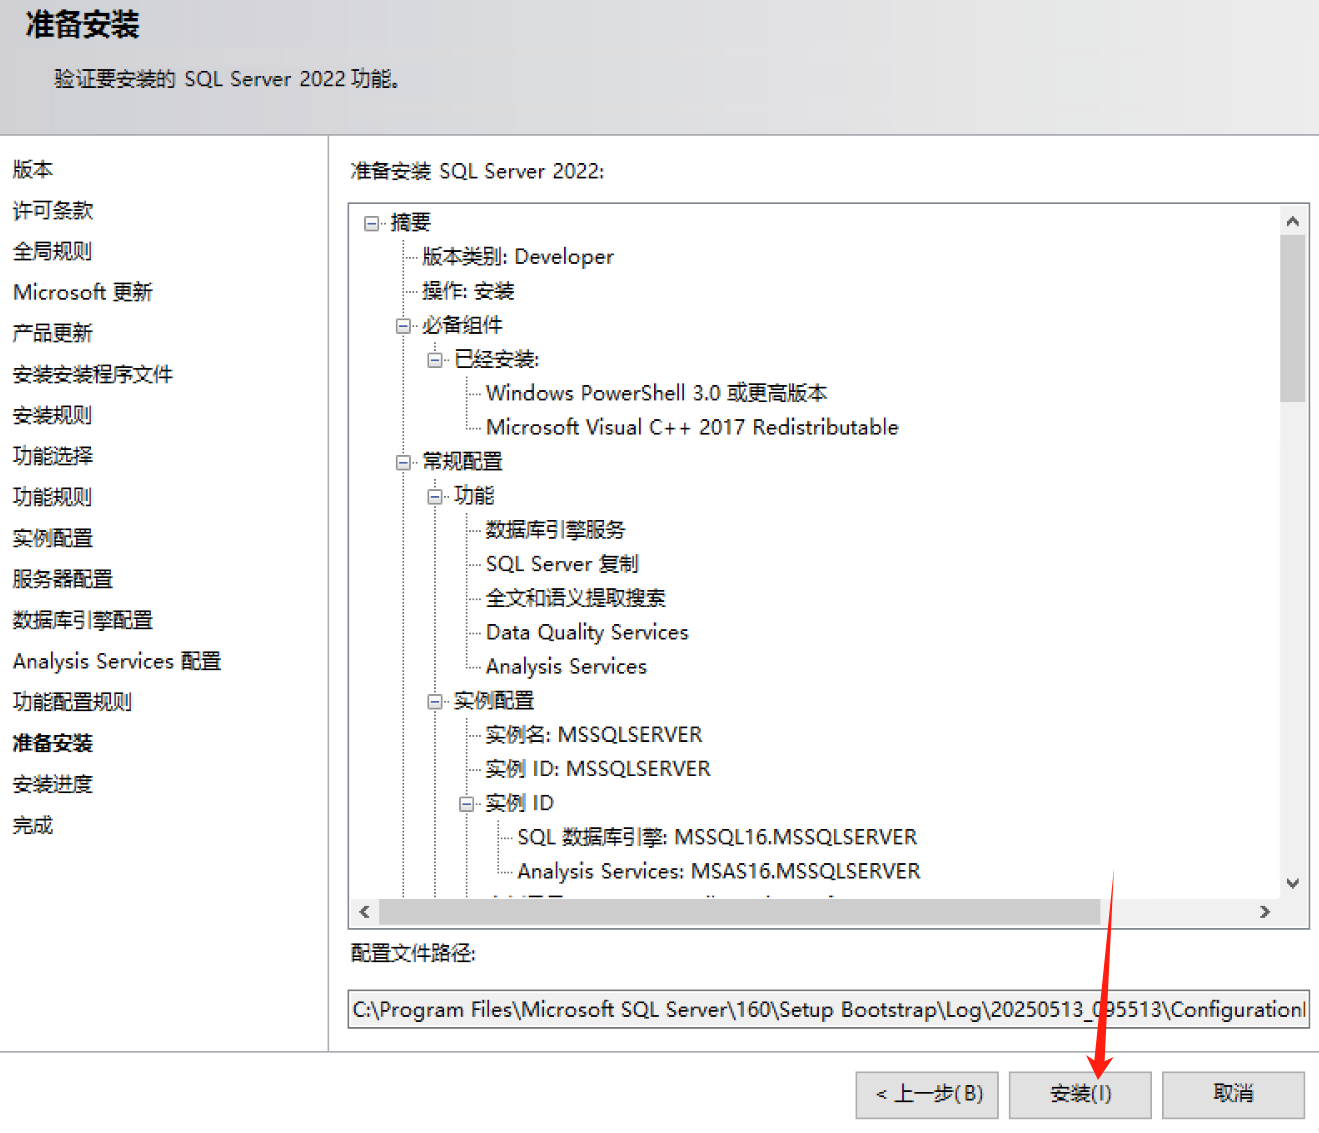 准备安装
验证要安装的 SQL Server 2022 功能。
版本
许可条款
全局规则
Microsoft 更新
产品更新
安装安装程序文件
安装规则
功能选择
功能规则
实例配置
服务器配置
数据库引擎配置
Analysis Services 配置
功能配置规则
准备安装
安装进度
完成
准备安装 SQL Server 2022:
摘要
版本类别: Developer
操作: 安装
必备组件
已经安装:
Windows PowerShell 3.0 或更高版本
Microsoft Visual C++ 2017 Redistributable
常规配置
功能
数据库引擎服务
SQL Server 复制
全文和语义提取搜索
Data Quality Services
Analysis Services
实例配置
实例名: MSSQLSERVER
实例 ID: MSSQLSERVER
实例 ID
SQL 数据库引擎: MSSQL16.MSSQLSERVER
Analysis Services: MSAS16.MSSQLSERVER
配置文件路径:
C:\Program Files\Microsoft SQL Server\160\Setup Bootstrap\Log\20250513_095513\Configuration
< 上一步(B)
安装(I)
取消